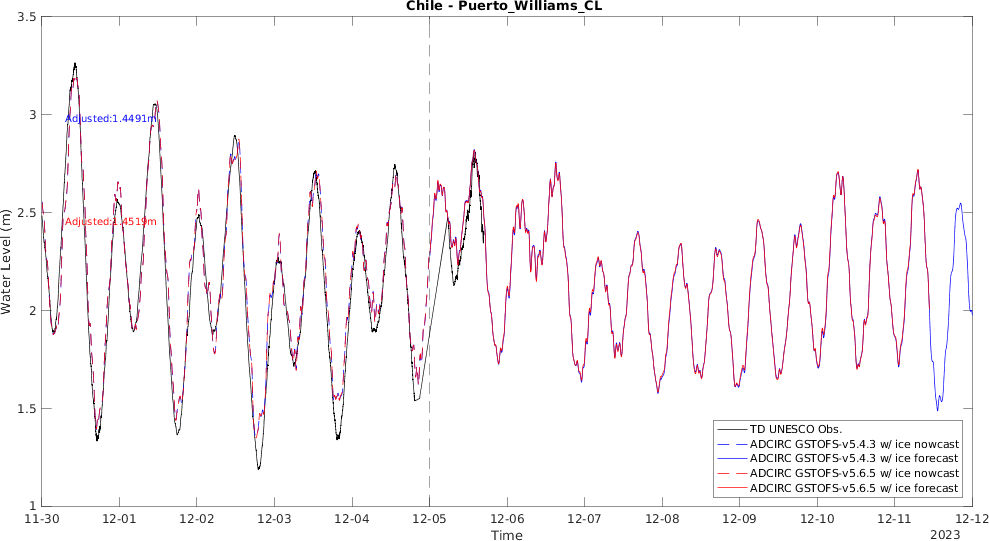 Chile - Puerto_Williams_CL
3.5
3
2.5
2
1.5
1
Water Level (m)
Adjusted:1.4491m
Adjusted:1.4519m
TD UNESCO Obs.
ADCIRC GSTOFS-v5.4.3 w/ ice nowcast
ADCIRC GSTOFS-v5.4.3 w/ ice forecast
ADCIRC GSTOFS-v5.6.5 w/ ice nowcast
ADCIRC GSTOFS-v5.6.5 w/ ice forecast
11-30 12-01 12-02 12-03 12-04 12-05 12-06 12-07 12-08 12-09 12-10 12-11 12-12
Time
2023